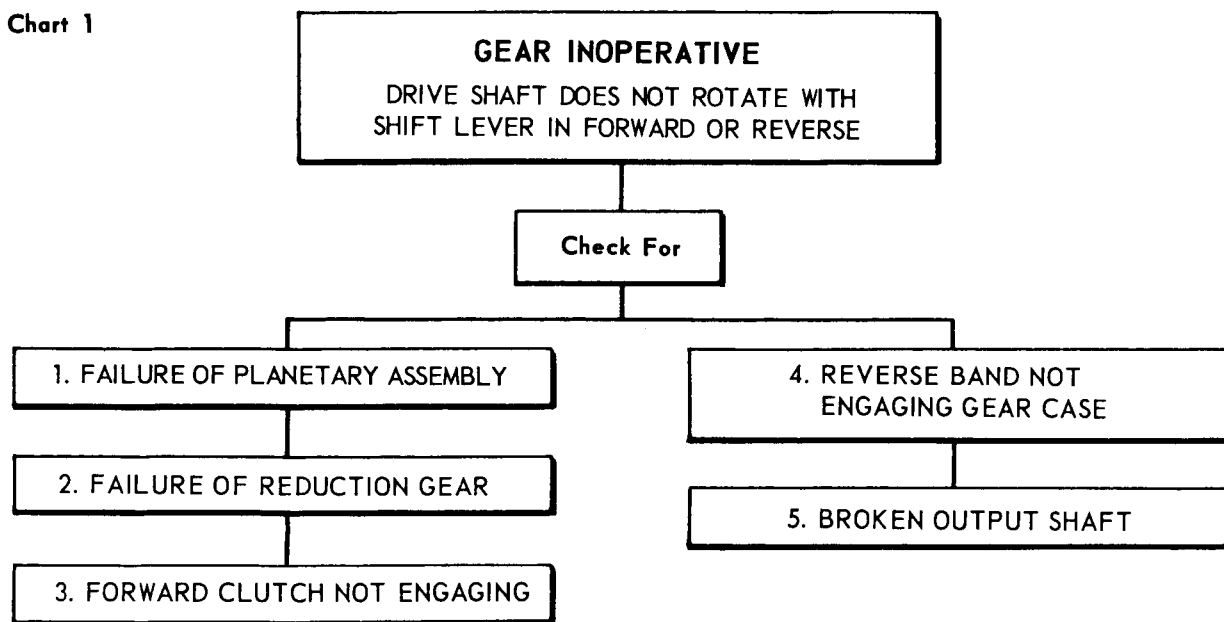 Chart 1
GEAR INOPERATIVE
DRIVE SHAFT DOES NOT ROTATE WITH
SHIFT LEVER IN FORWARD OR REVERSE
Check For
1. FAILURE OF PLANETARY ASSEMBLY
2. FAILURE OF REDUCTION GEAR
3. FORWARD CLUTCH NOT ENGAGING
4. REVERSE BAND NOT
ENGAGING GEAR CASE
5. BROKEN OUTPUT SHAFT